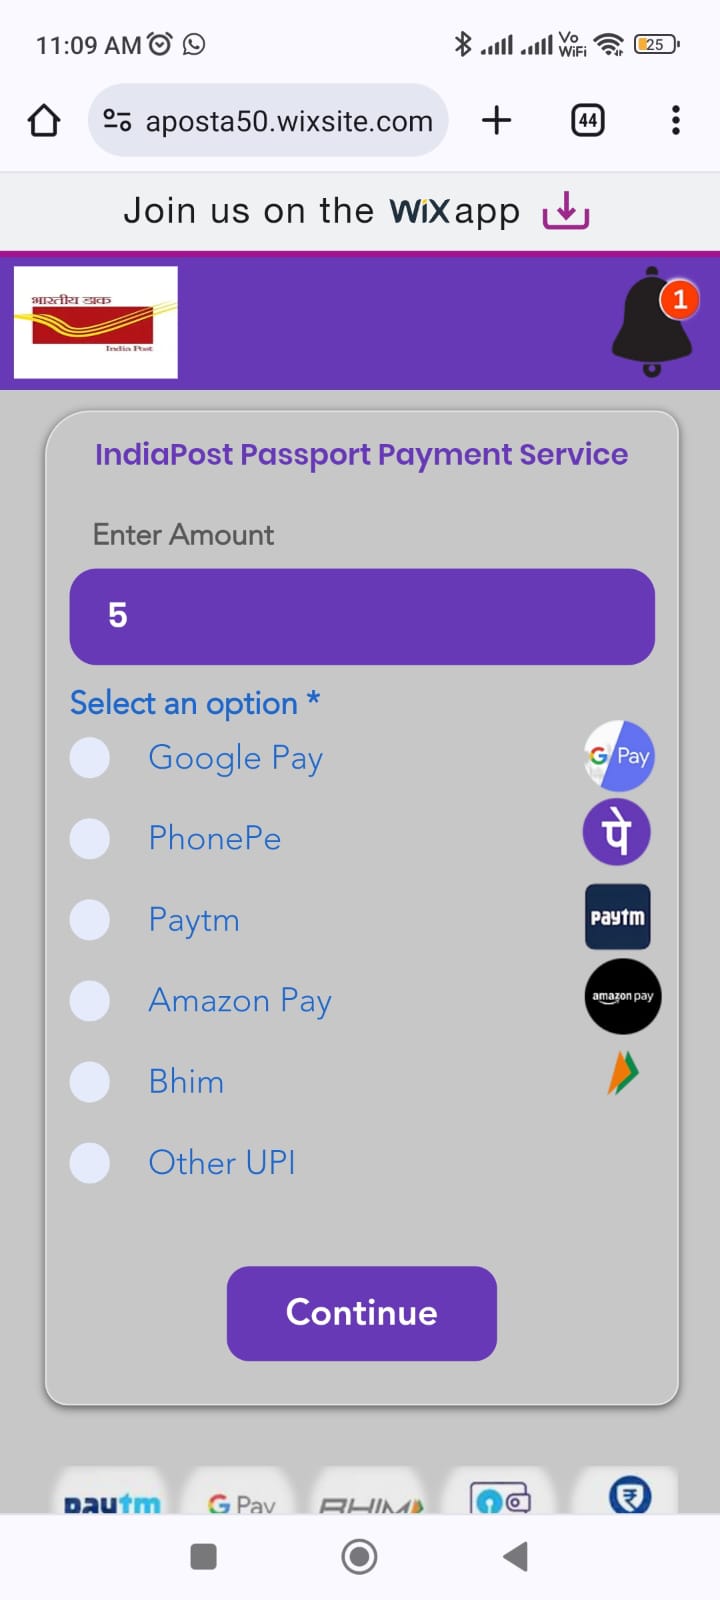 11:09 AM
Vo
WiFi
25
aposta50.wixsite.com
44
Join us on the WiX app
भारतीय डाक
India Post
1
IndiaPost Passport Payment Service
Enter Amount
5
Select an option *
Google Pay
G Pay
PhonePe
पे
Paytm
paytm
Amazon Pay
amazon pay
Bhim
Other UPI
Continue
paytm
G Pay
BHIM
₹